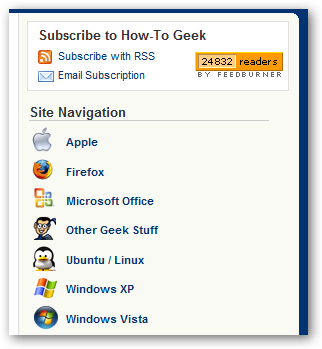 Subscribe to How-To Geek
Subscribe with RSS
24832 readers
Email Subscription
BY FEEDBURNER
Site Navigation
Apple
Firefox
Microsoft Office
Other Geek Stuff
Ubuntu / Linux
Windows XP
Windows Vista